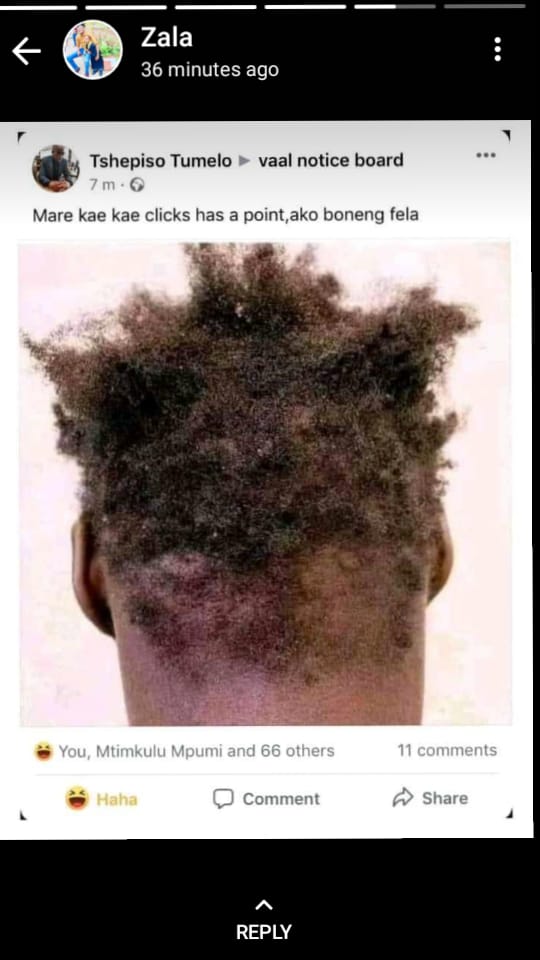 Zala
36 minutes ago
Tshepiso Tumelo ▶ vaal notice board
7 m ·
Mare kae kae clicks has a point,ako boneng fela
You, Mtimkulu Mpumi and 66 others 11 comments
Haha Comment Share
REPLY